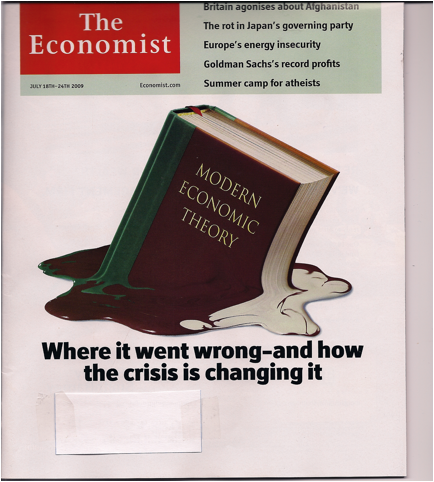 The
Economist
JULY 18TH–24TH 2009
Economist.com
Britain agonises about Afghanistan
The rot in Japan's governing party
Europe's energy insecurity
Goldman Sachs's record profits
Summer camp for atheists
MODERN
ECONOMIC
THEORY
Where it went wrong–and how
the crisis is changing it